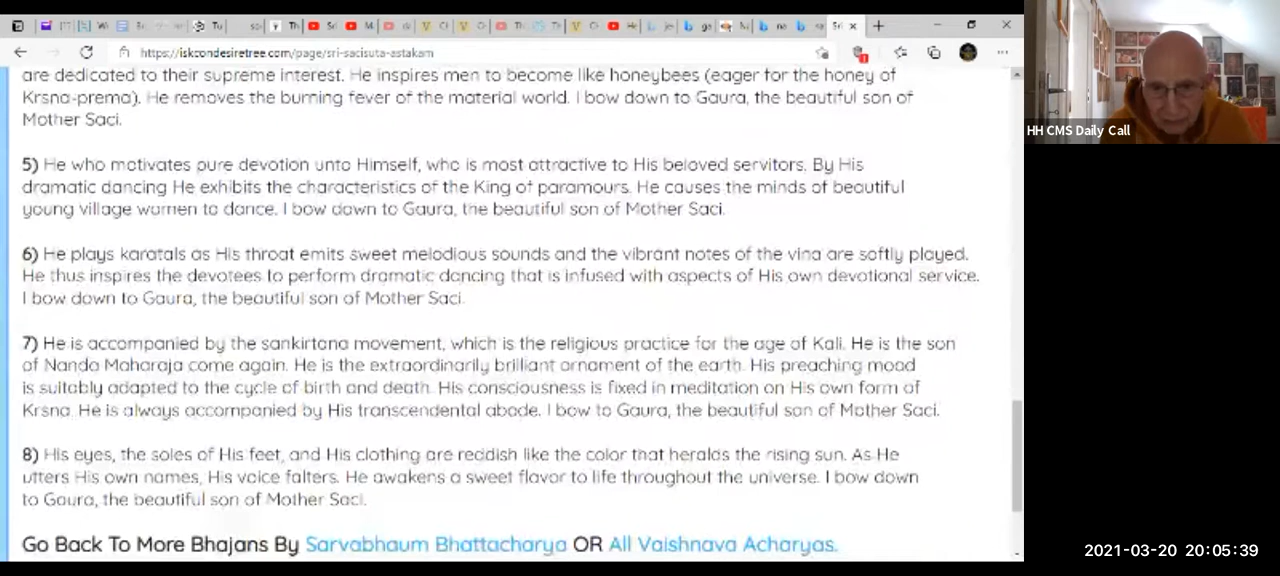 https://iskcondesiretree.com/page/sri-sacisuta-astakam
are dedicated to their supreme interest. He inspires men to become like honeybees (eager for the honey of
Krsna-prema). He removes the burning fever of the material world. I bow down to Gaura, the beautiful son of
Mother Saci.
5) He who motivates pure devotion unto Himself, who is most attractive to His beloved servitors. By His
dramatic dancing He exhibits the characteristics of the King of paramours. He causes the minds of beautiful
young village women to dance. I bow down to Gaura, the beautiful son of Mother Saci.
6) He plays karatals as His throat emits sweet melodious sounds and the vibrant notes of the vina are softly played.
He thus inspires the devotees to perform dramatic dancing that is infused with aspects of His own devotional service.
I bow down to Gaura, the beautiful son of Mother Saci.
7) He is accompanied by the sankirtana movement, which is the religious practice for the age of Kali. He is the son
of Nanda Maharaja come again. He is the extraordinarily brilliant ornament of the earth. His preaching mood
is suitably adapted to the cycle of birth and death. His consciousness is fixed in meditation on His own form of
Krsna. He is always accompanied by His transcendental abode. I bow to Gaura, the beautiful son of Mother Saci.
8) His eyes, the soles of His feet, and His clothing are reddish like the color that heralds the rising sun. As He
utters His own names, His voice falters. He awakens a sweet flavor to life throughout the universe. I bow down
to Gaura, the beautiful son of Mother Saci.
Go Back To More Bhajans By Sarvabhaum Bhattacharya OR All Vaishnava Acharyas.
HH CMS Daily Call
2021-03-20 20:05:39